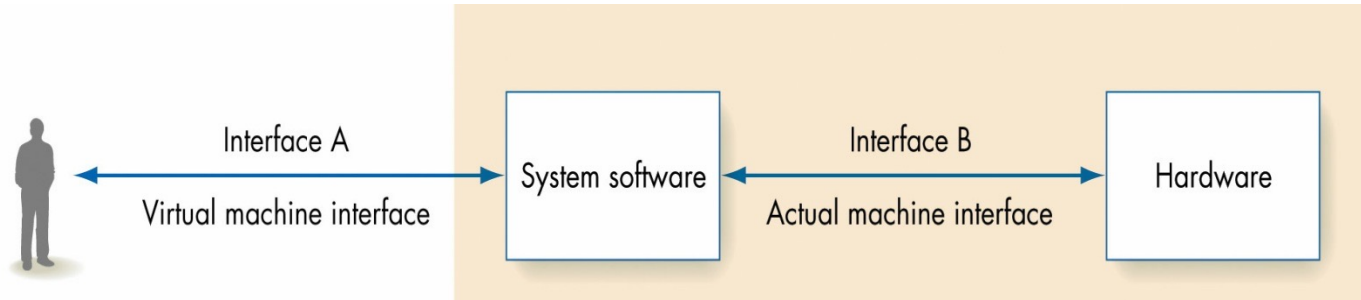 Interface A
Virtual machine interface
System software
Interface B
Actual machine interface
Hardware